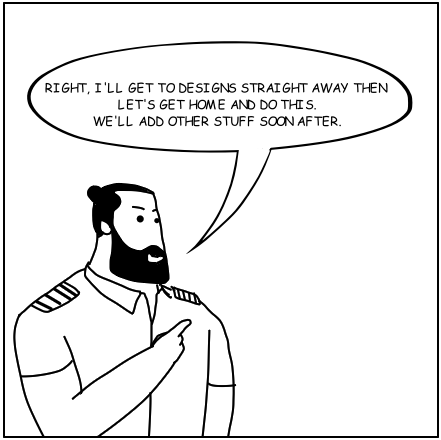 RIGHT, I'LL GET TO DESIGNS STRAIGHT AWAY THEN
LET'S GET HOME AND DO THIS.
WE'LL ADD OTHER STUFF SOON AFTER.